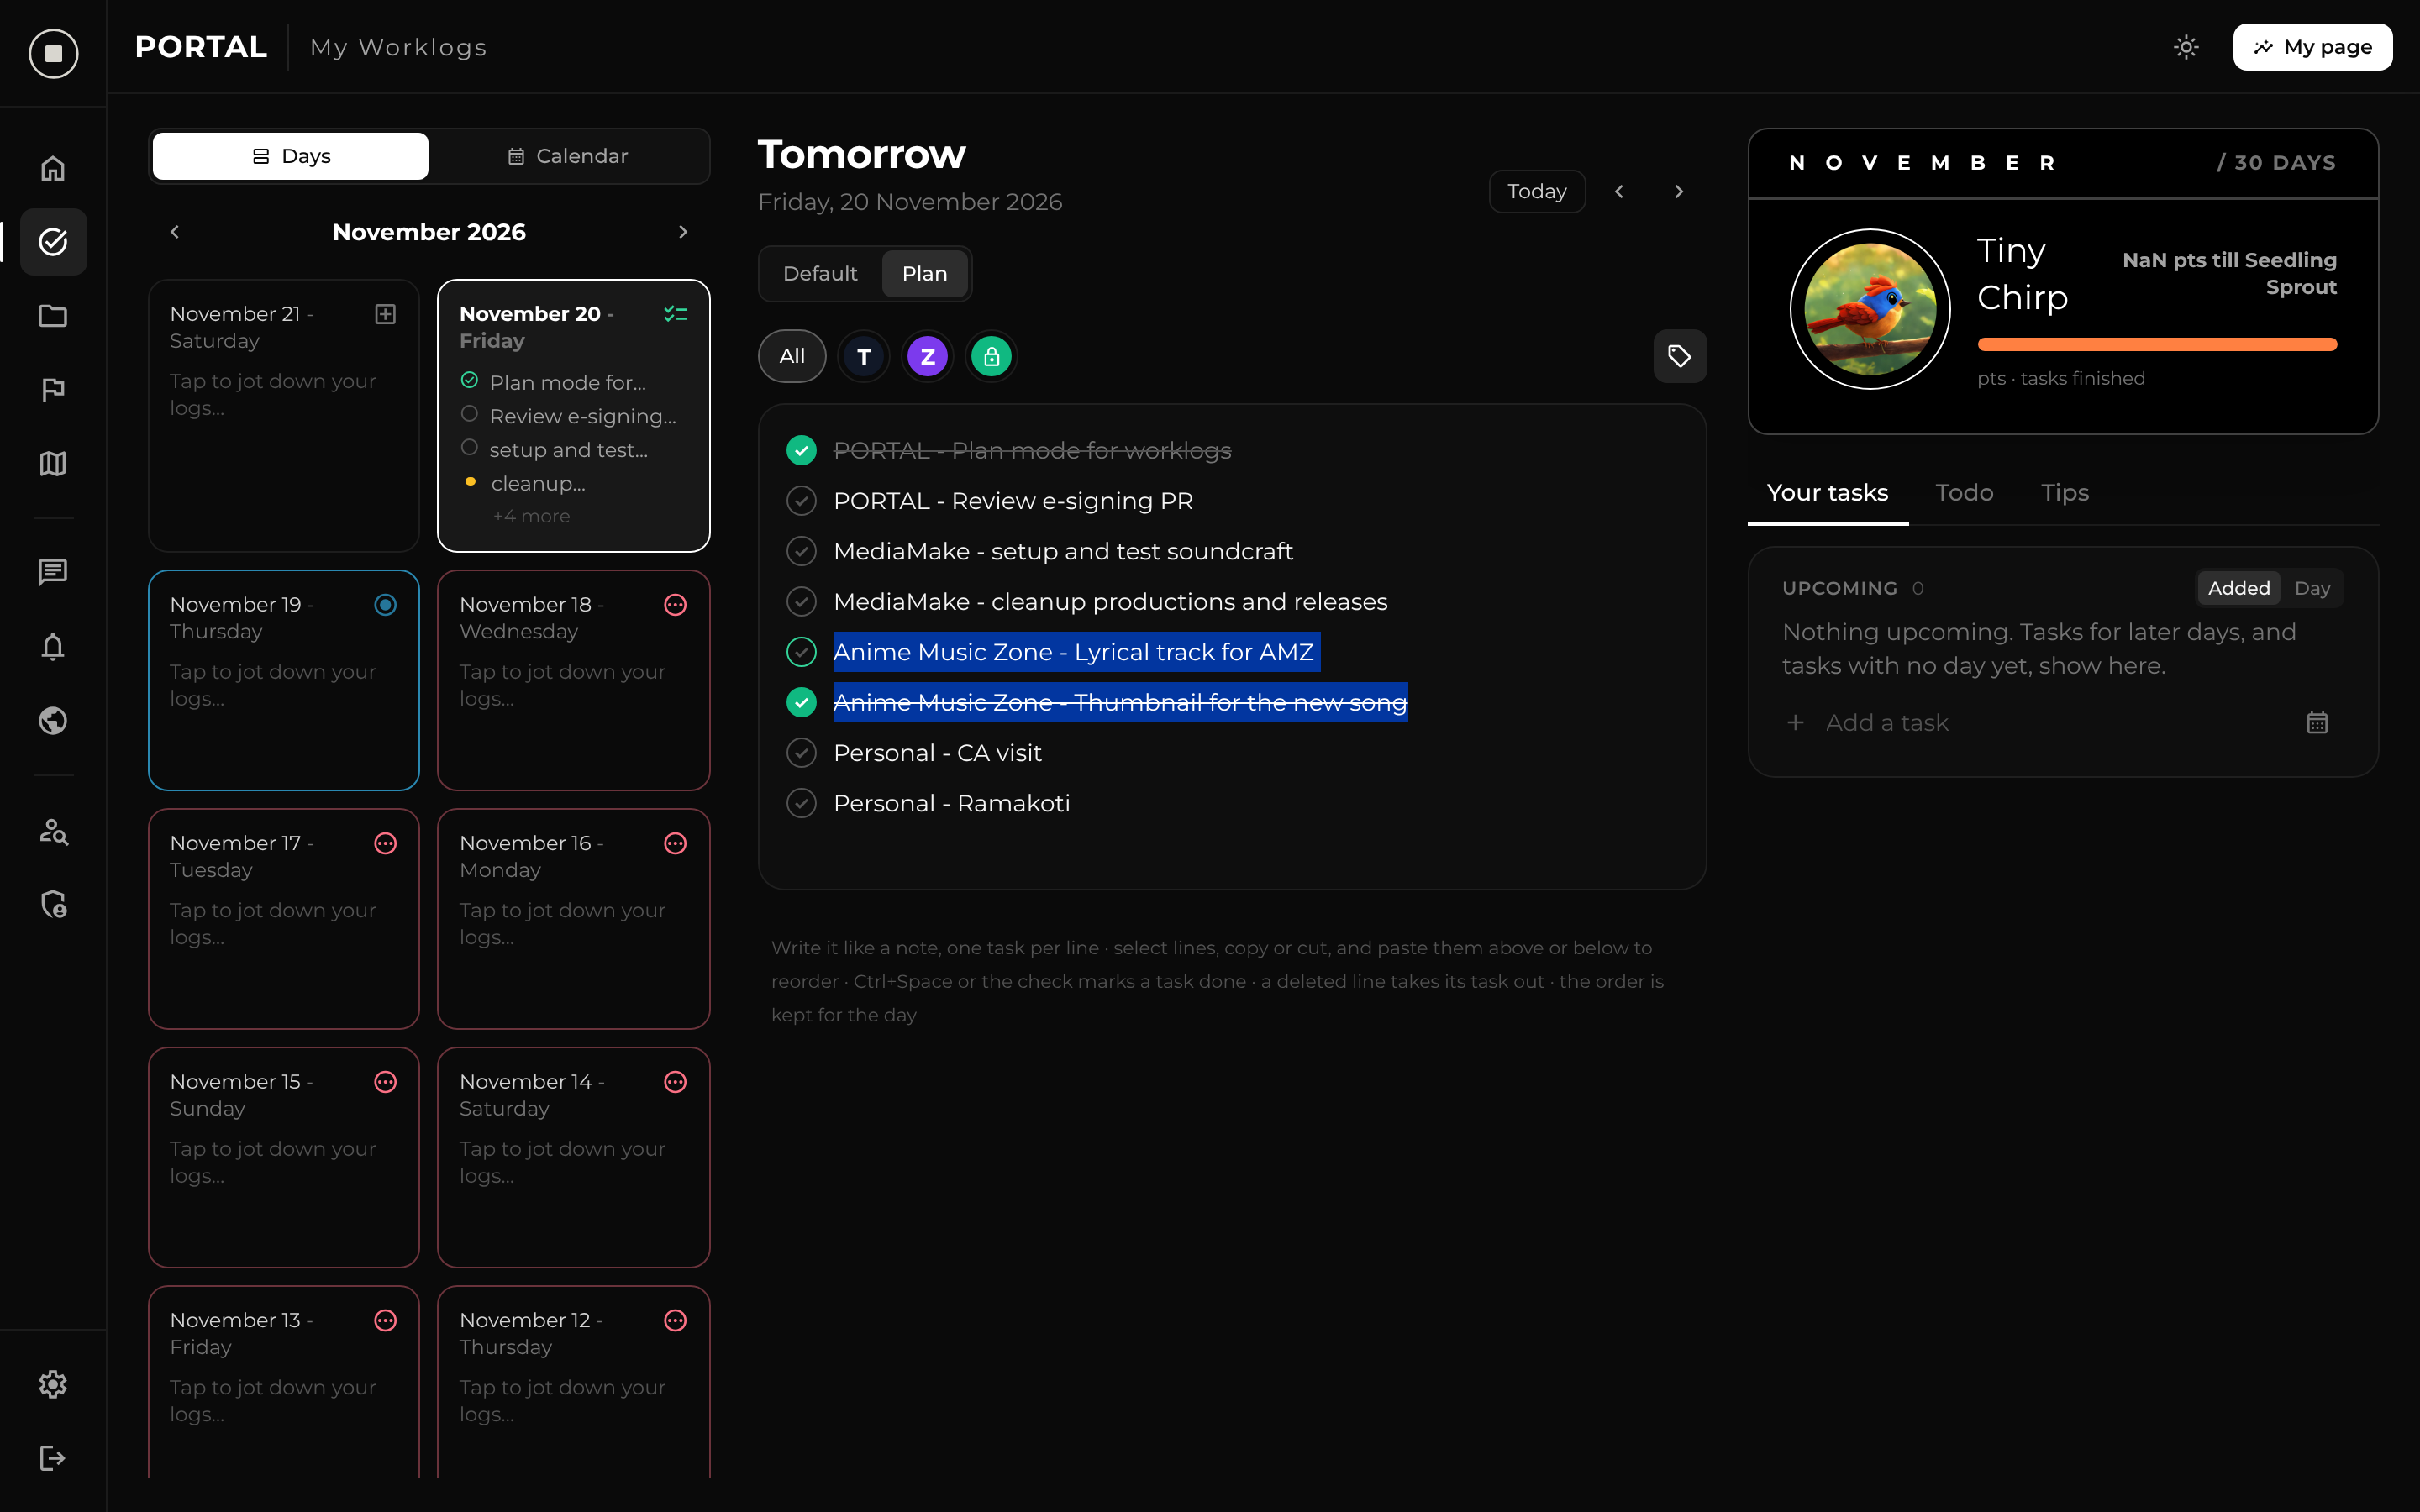 PORTAL
My Worklogs
My page
Days
Calendar
November 2026
November 21 -
Saturday
Tap to jot down your
logs...
November 20 -
Friday
Plan mode for...
Review e-signing...
setup and test...
cleanup...
+4 more
November 19 -
Thursday
Tap to jot down your
logs...
November 18 -
Wednesday
Tap to jot down your
logs...
November 17 -
Tuesday
Tap to jot down your
logs...
November 16 -
Monday
Tap to jot down your
logs...
November 15 -
Sunday
Tap to jot down your
logs...
November 14 -
Saturday
Tap to jot down your
logs...
November 13 -
Friday
Tap to jot down your
logs...
November 12 -
Thursday
Tap to jot down your
logs...
Tomorrow
Friday, 20 November 2026
Today
Default
Plan
All
T
Z
PORTAL - Plan mode for worklogs
PORTAL - Review e-signing PR
MediaMake - setup and test soundcraft
MediaMake - cleanup productions and releases
Anime Music Zone - Lyrical track for AMZ
Anime Music Zone - Thumbnail for the new song
Personal - CA visit
Personal - Ramakoti
Write it like a note, one task per line · select lines, copy or cut, and paste them above or below to
reorder · Ctrl+Space or the check marks a task done · a deleted line takes its task out · the order is
kept for the day
NOVEMBER
/ 30 DAYS
Tiny
Chirp
NaN pts till Seedling
Sprout
pts · tasks finished
Your tasks
Todo
Tips
UPCOMING 0
Added
Day
Nothing upcoming. Tasks for later days, and
tasks with no day yet, show here.
Add a task